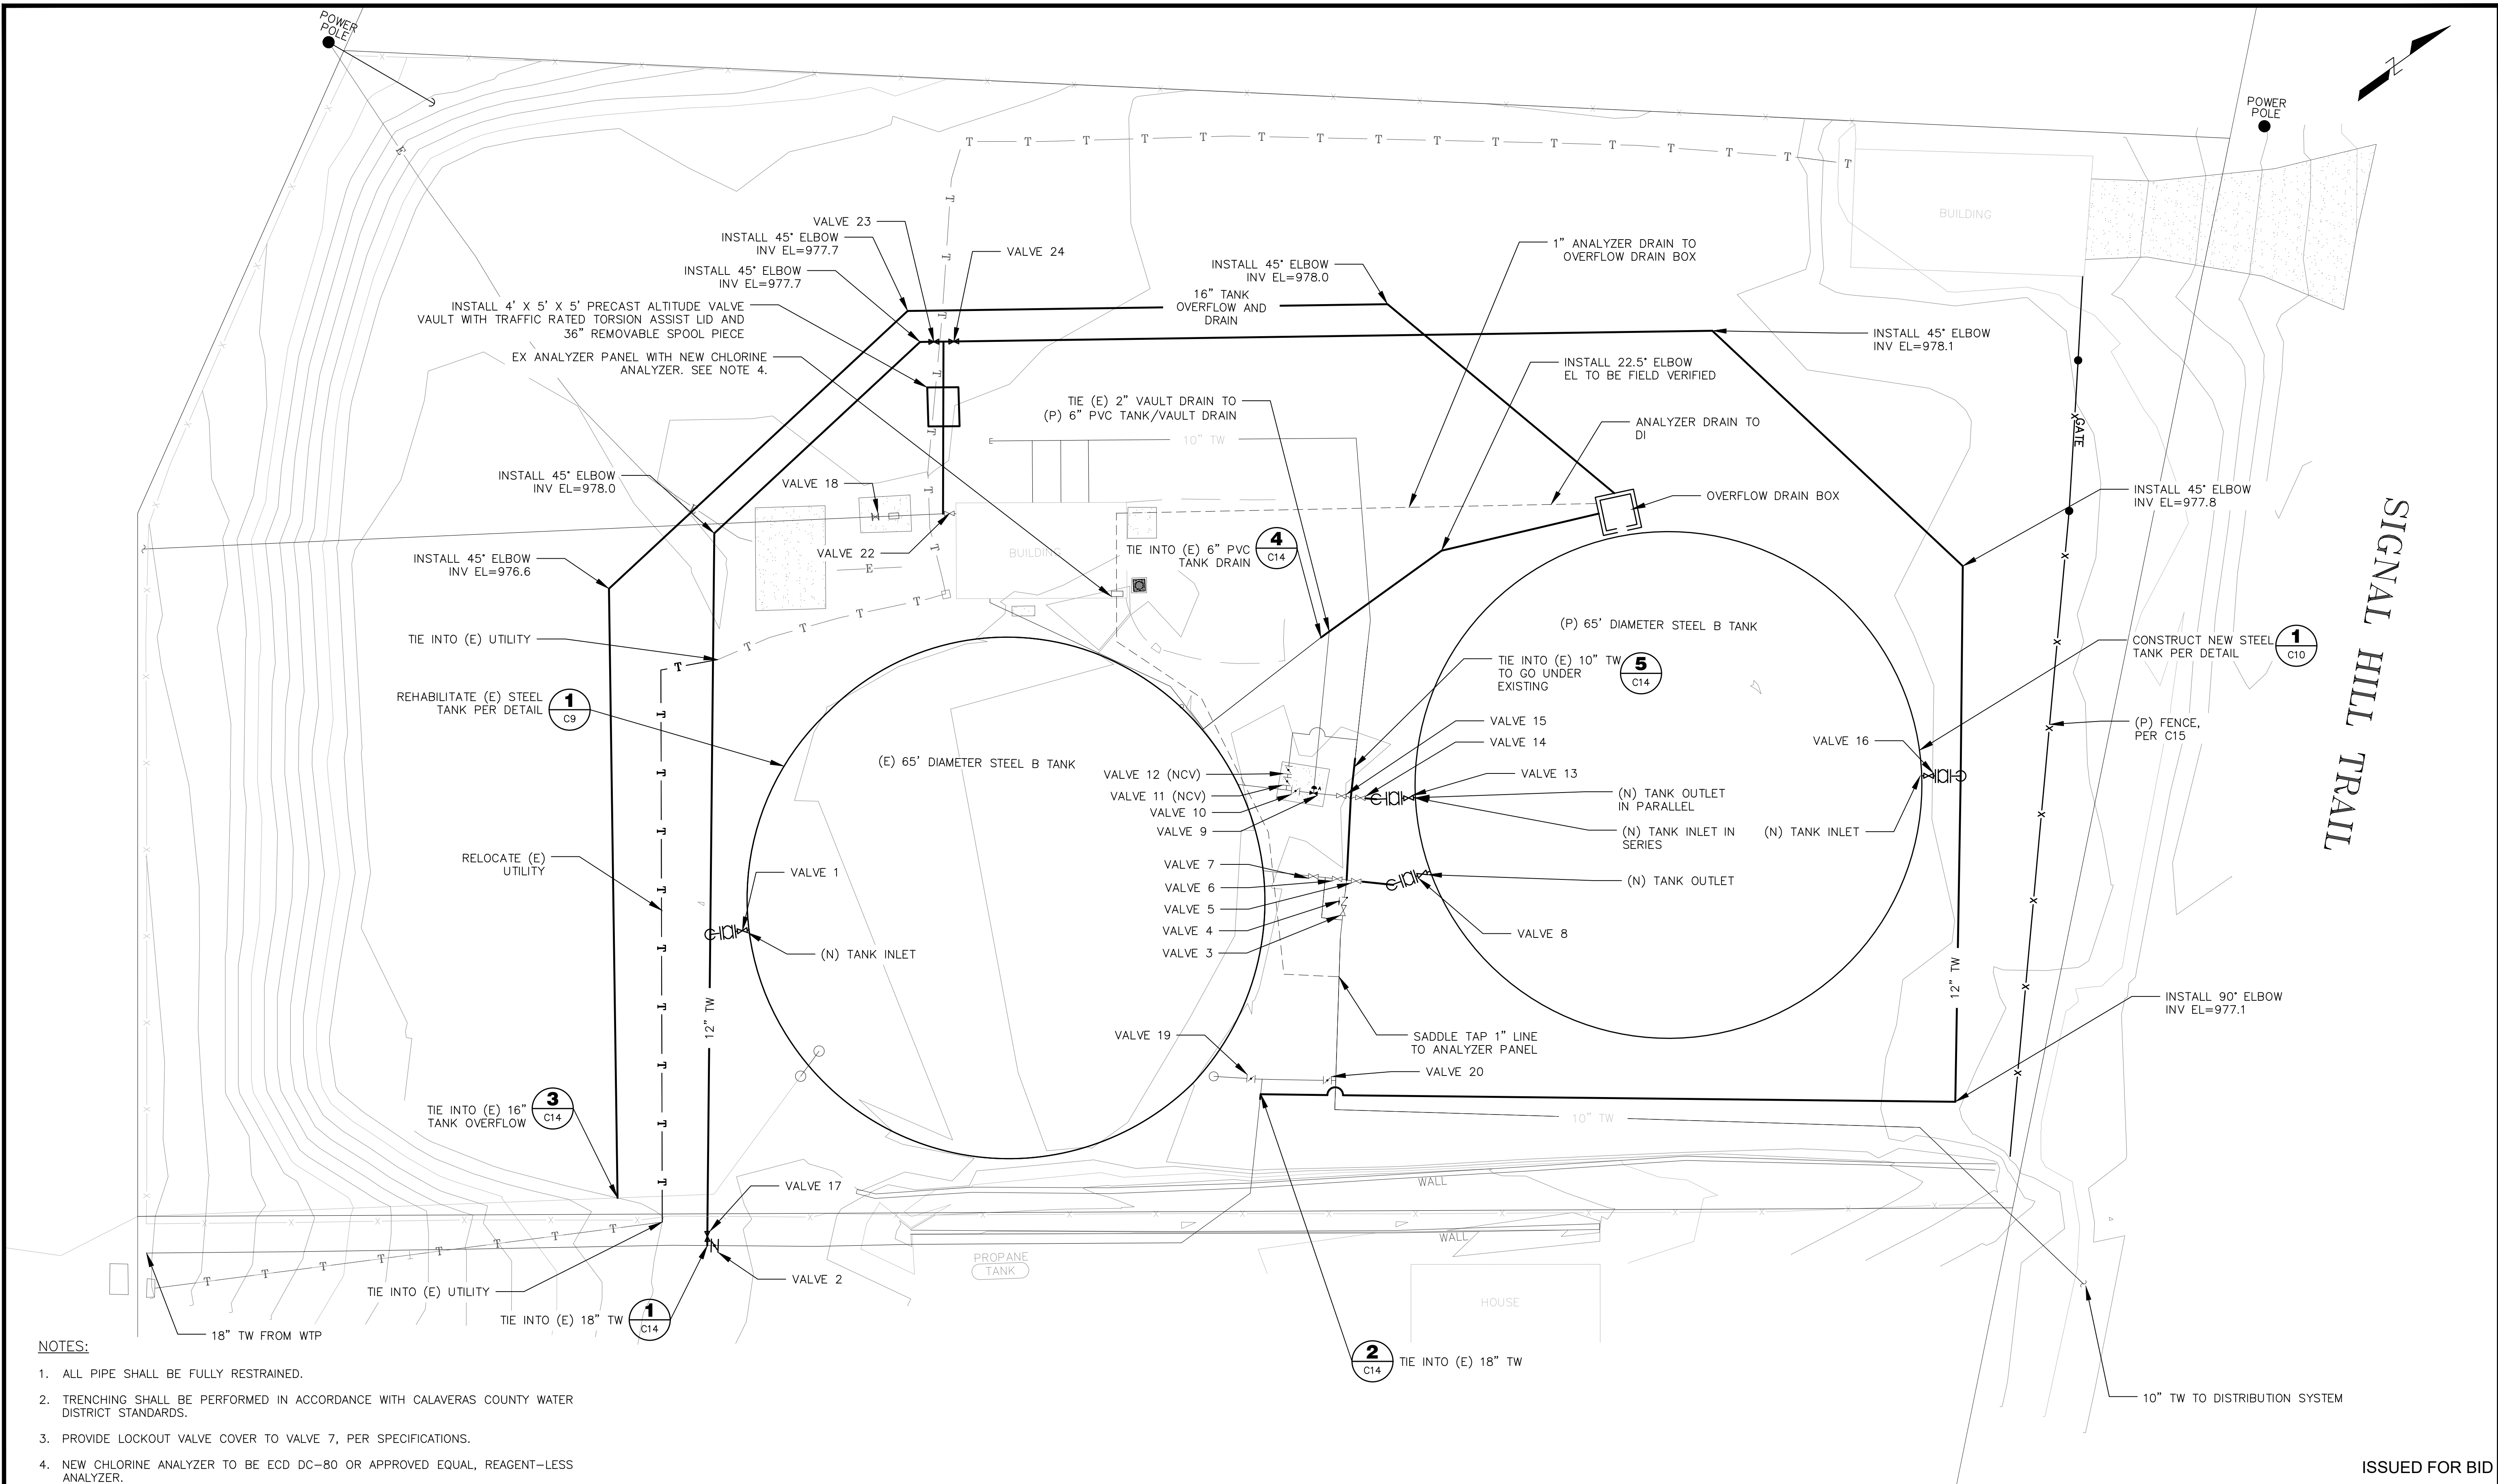 POWER
POLE
POWER
POLE
N
BUILDING
VALVE 23
INSTALL 45° ELBOW
INV EL=977.7
INSTALL 45° ELBOW
INV EL=977.7
INSTALL 4' X 5' X 5' PRECAST ALTITUDE VALVE
VAULT WITH TRAFFIC RATED TORSION ASSIST LID AND
36" REMOVABLE SPOOL PIECE
EX ANALYZER PANEL WITH NEW CHLORINE
ANALYZER. SEE NOTE 4.
VALVE 24
INSTALL 45° ELBOW
INV EL=978.0
16" TANK
OVERFLOW AND
DRAIN
1" ANALYZER DRAIN TO
OVERFLOW DRAIN BOX
INSTALL 45° ELBOW
INV EL=978.1
INSTALL 22.5° ELBOW
EL TO BE FIELD VERIFIED
TIE (E) 2" VAULT DRAIN TO
(P) 6" PVC TANK/VAULT DRAIN
10" TW
ANALYZER DRAIN TO
DI
GATE
INSTALL 45° ELBOW
INV EL=978.0
VALVE 18
OVERFLOW DRAIN BOX
INSTALL 45° ELBOW
INV EL=977.8
SIGNAL HILL TRAIL
INSTALL 45° ELBOW
INV EL=976.6
VALVE 22
BUILDING
E
TIE INTO (E) 6" PVC
TANK DRAIN
4
C14
TIE INTO (E) UTILITY
(P) 65' DIAMETER STEEL B TANK
CONSTRUCT NEW STEEL
TANK PER DETAIL
1
C10
REHABILITATE (E) STEEL
TANK PER DETAIL
1
C9
TIE INTO (E) 10" TW
TO GO UNDER
EXISTING
5
C14
(E) 65' DIAMETER STEEL B TANK
VALVE 15
VALVE 14
VALVE 13
VALVE 16
(P) FENCE,
PER C15
VALVE 12 (NCV)
VALVE 11 (NCV)
VALVE 10
VALVE 9
(N) TANK OUTLET
IN PARALLEL
(N) TANK INLET IN
SERIES
(N) TANK INLET
RELOCATE (E)
UTILITY
VALVE 1
VALVE 7
VALVE 6
VALVE 5
VALVE 4
VALVE 3
(N) TANK OUTLET
VALVE 8
(N) TANK INLET
12" TW
12" TW
INSTALL 90° ELBOW
INV EL=977.1
VALVE 19
SADDLE TAP 1" LINE
TO ANALYZER PANEL
VALVE 20
TIE INTO (E) 16"
TANK OVERFLOW
3
C14
10" TW
VALVE 17
WALL
WALL
PROPANE
TANK
VALVE 2
TIE INTO (E) UTILITY
TIE INTO (E) 18" TW
1
C14
HOUSE
18" TW FROM WTP
2
C14
TIE INTO (E) 18" TW
10" TW TO DISTRIBUTION SYSTEM
NOTES:
1. ALL PIPE SHALL BE FULLY RESTRAINED.
2. TRENCHING SHALL BE PERFORMED IN ACCORDANCE WITH CALAVERAS COUNTY WATER
DISTRICT STANDARDS.
3. PROVIDE LOCKOUT VALVE COVER TO VALVE 7, PER SPECIFICATIONS.
4. NEW CHLORINE ANALYZER TO BE ECD DC-80 OR APPROVED EQUAL, REAGENT-LESS
ANALYZER.
ISSUED FOR BID